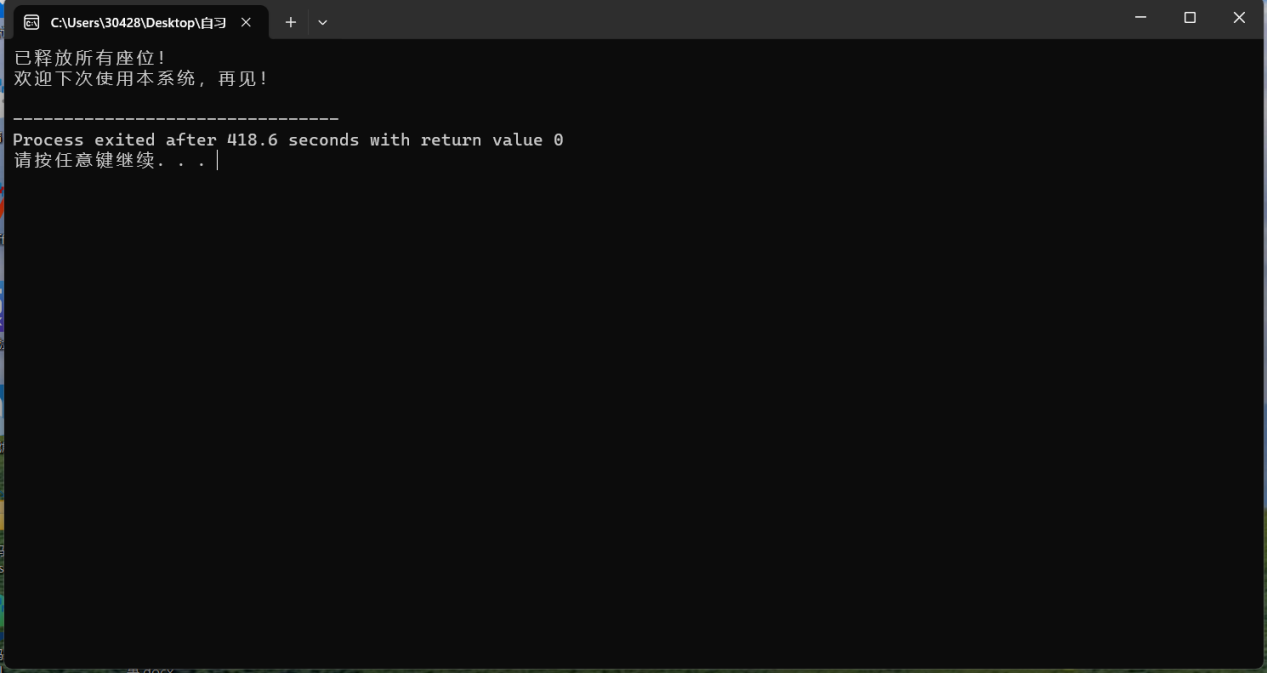 C:\Users\30428\Desktop\自习
已释放所有座位！
欢迎下次使用本系统，再见！
--------------------------------
Process exited after 418.6 seconds with return value 0
请按任意键继续. . .